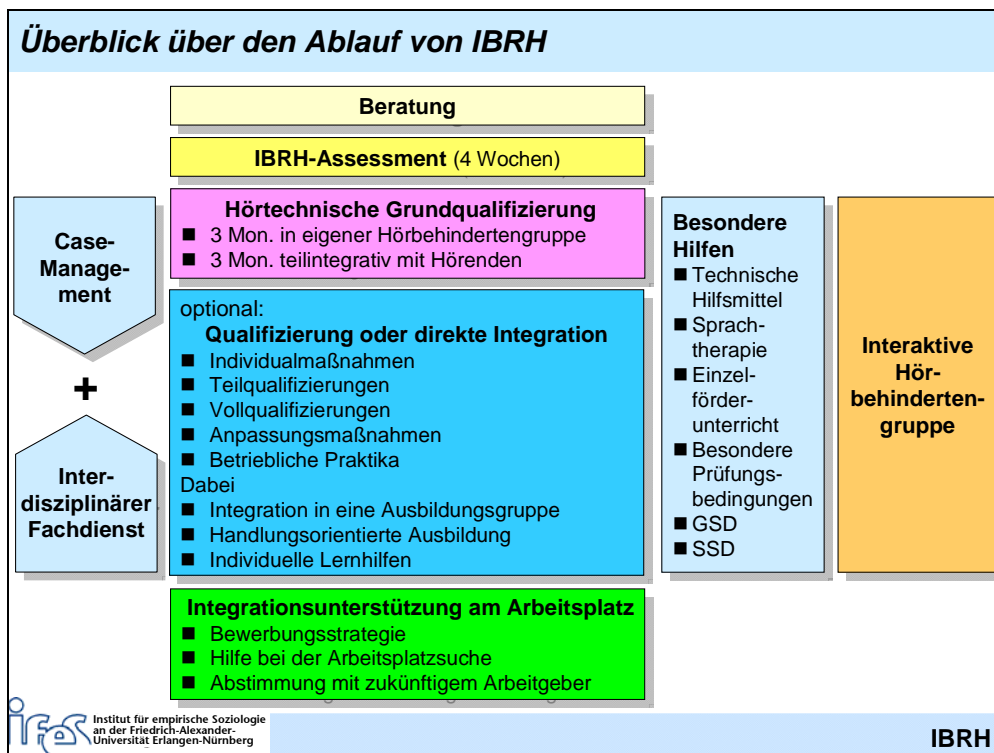 Überblick über den Ablauf von IBRH
Beratung
IBRH-Assessment (4 Wochen)
Hörtechnische Grundqualifizierung
■ 3 Mon. in eigener Hörbehindertengruppe
■ 3 Mon. teilintegrativ mit Hörenden
Case-
Manage-
ment
+
Inter-
disziplinärer
Fachdienst
optional:
Qualifizierung oder direkte Integration
■ Individualmaßnahmen
■ Teilqualifizierungen
■ Vollqualifizierungen
■ Anpassungsmaßnahmen
■ Betriebliche Praktika
Dabei
■ Integration in eine Ausbildungsgruppe
■ Handlungsorientierte Ausbildung
■ Individuelle Lernhilfen
Integrationsunterstützung am Arbeitsplatz
■ Bewerbungsstrategie
■ Hilfe bei der Arbeitsplatzsuche
■ Abstimmung mit zukünftigem Arbeitgeber
Besondere
Hilfen
■ Technische
Hilfsmittel
■ Sprach-
therapie
■ Einzel-
förder-
unterricht
■ Besondere
Prüfungs-
bedingungen
■ GSD
■ SSD
Interaktive
Hör-
behinderten-
gruppe
ifes
Institut für empirische Soziologie
an der Friedrich-Alexander-
Universität Erlangen-Nürnberg
IBRH